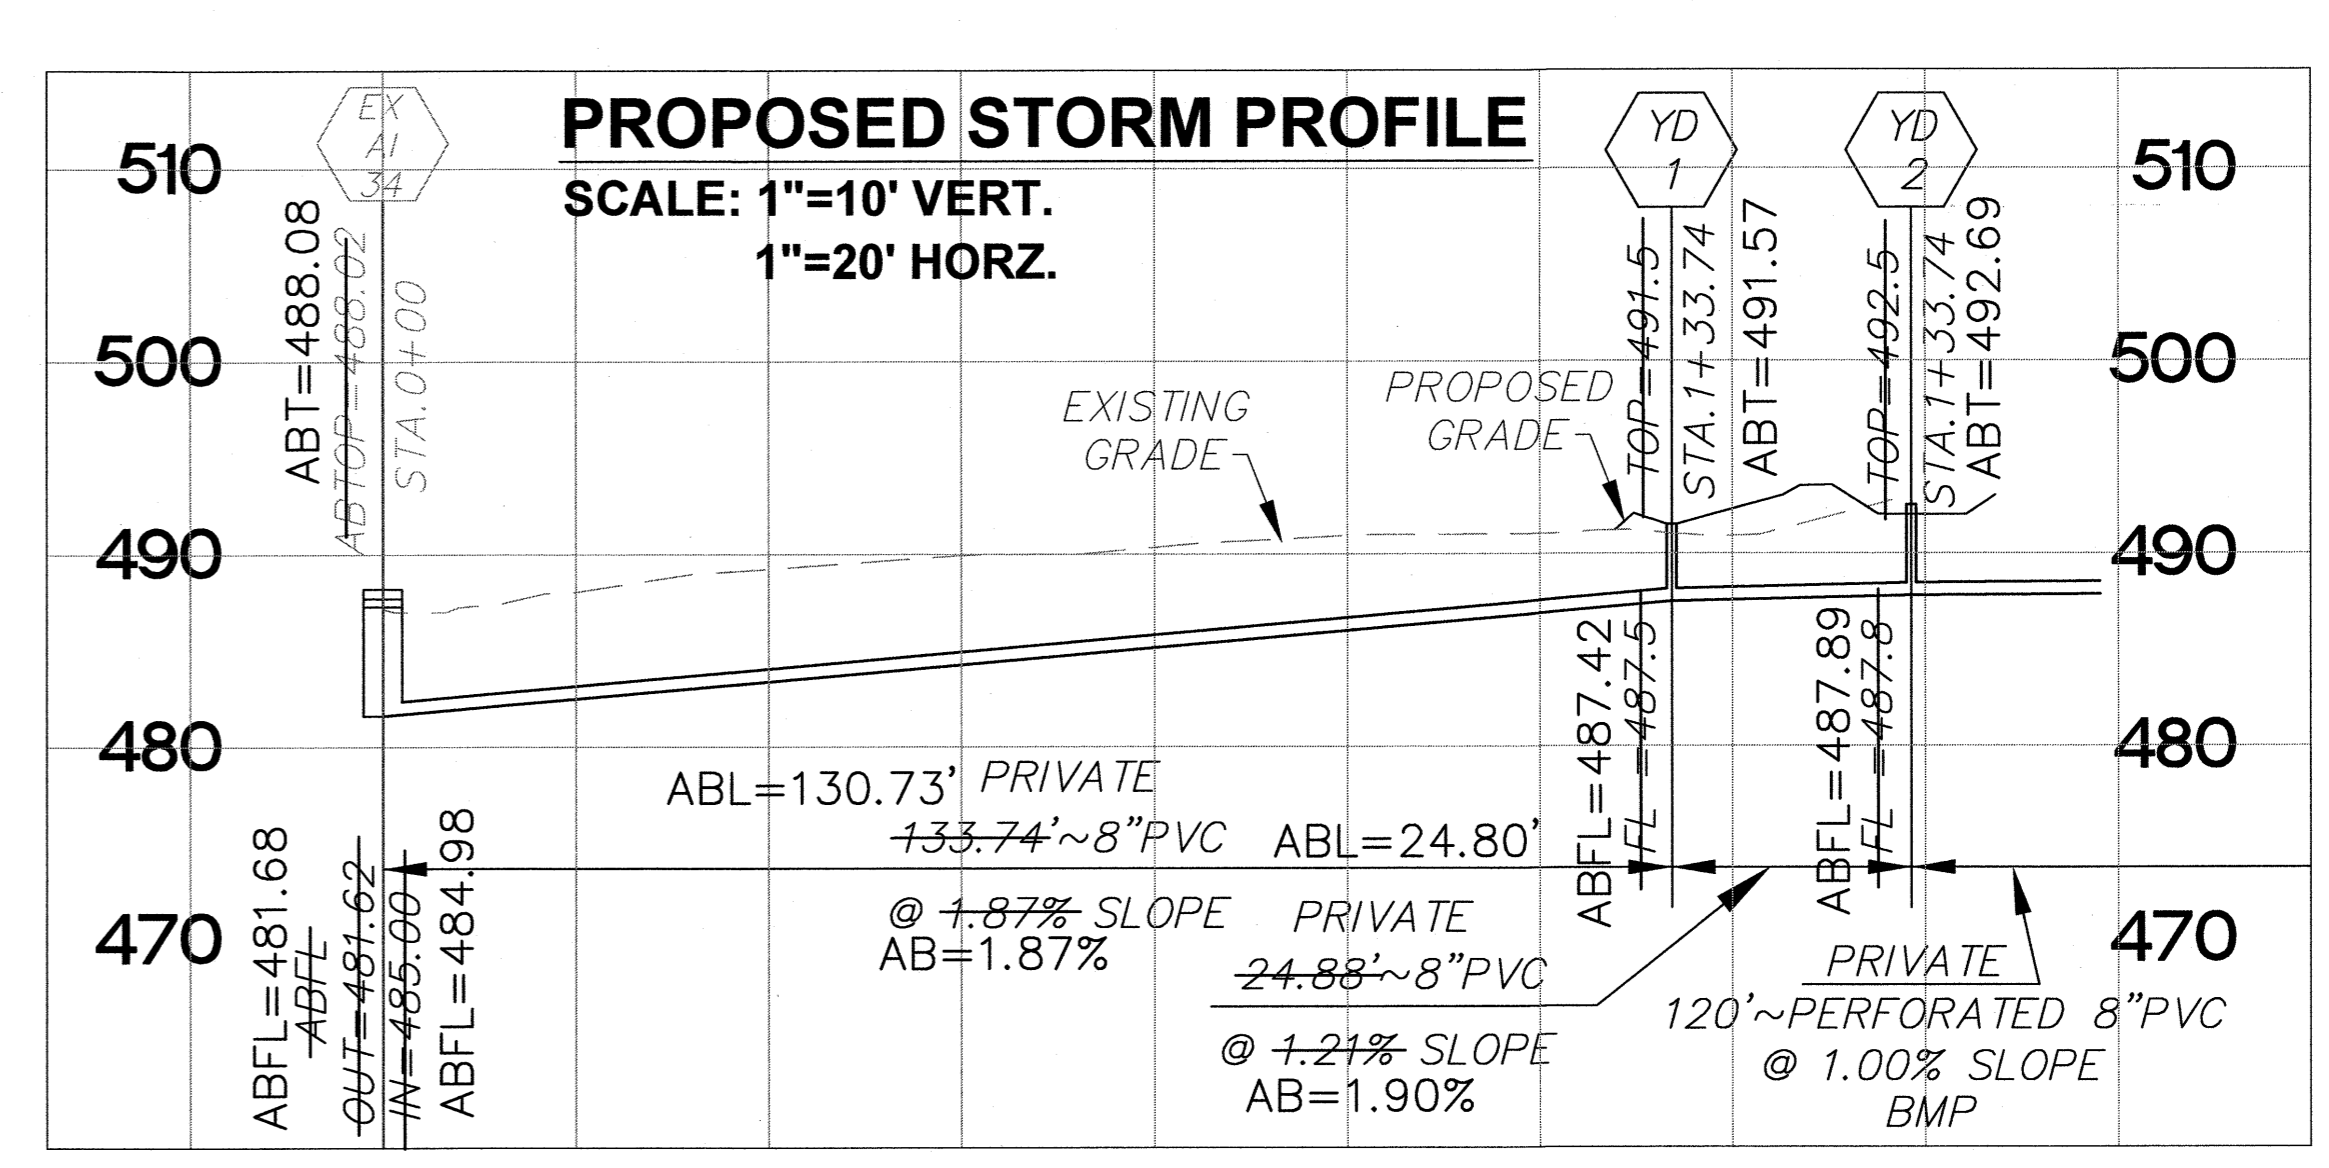 PROPOSED STORM PROFILE
SCALE: 1"=10' VERT.
1"=20' HORZ.
EX
AI
34
YD
1
YD
2
510
500
490
480
470
510
500
490
480
470
ABT=488.08
ABTOP=488.02
STA.0+00
EXISTING
GRADE
PROPOSED
GRADE
TOP=491.5
STA.1+33.74
ABT=491.57
TOP=492.5
STA.1+33.74
ABT=492.69
ABFL=487.42
FL=487.5
ABFL=487.89
FL=487.8
ABFL=481.68
ABFL
OUT=481.62
IN=485.00
ABFL=484.98
ABL=130.73' PRIVATE
133.74'~8"PVC
@ 1.87% SLOPE
AB=1.87%
ABL=24.80'
PRIVATE
24.88'~8"PVC
@ 1.21% SLOPE
AB=1.90%
PRIVATE
120'~PERFORATED 8"PVC
@ 1.00% SLOPE
BMP